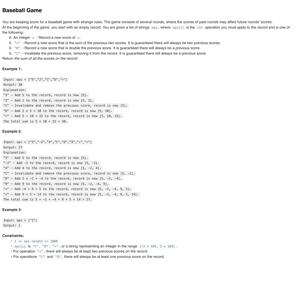 Baseball Game
You are keeping score for a baseball game with strange rules. The game consists of several rounds, where the scores of past rounds may affect future rounds' scores.
At the beginning of the game, you start with an empty record. You are given a list of strings ops, where ops[i] is the ith operation you must apply to the record and is one of the following:
An integer x - Record a new score of x.
"+" - Record a new score that is the sum of the previous two scores. It is guaranteed there will always be two previous scores.
"D" - Record a new score that is double the previous score. It is guaranteed there will always be a previous score.
"C" - Invalidate the previous score, removing it from the record. It is guaranteed there will always be a previous score.
Return the sum of all the scores on the record.
Example 1:
Input: ops = ["5","2","C","D","+"]
Output: 30
Explanation:
"5" - Add 5 to the record, record is now [5].
"2" - Add 2 to the record, record is now [5, 2].
"C" - Invalidate and remove the previous score, record is now [5].
"D" - Add 2 * 5 = 10 to the record, record is now [5, 10].
"+" - Add 5 + 10 = 15 to the record, record is now [5, 10, 15].
The total sum is 5 + 10 + 15 = 30.
Example 2:
Input: ops = ["5","-2","4","C","D","9","+","+"]
Output: 27
Explanation:
"5" - Add 5 to the record, record is now [5].
"-2" - Add -2 to the record, record is now [5, -2].
"4" - Add 4 to the record, record is now [5, -2, 4].
"C" - Invalidate and remove the previous score, record is now [5, -2].
"D" - Add 2 * -2 = -4 to the record, record is now [5, -2, -4].
"9" - Add 9 to the record, record is now [5, -2, -4, 9].
"+" - Add -4 + 9 = 5 to the record, record is now [5, -2, -4, 9, 5].
"+" - Add 9 + 5 = 14 to the record, record is now [5, -2, -4, 9, 5, 14].
The total sum is 5 + -2 + -4 + 9 + 5 + 14 = 27.
Example 3:
Input: ops = ["1"]
Output: 1
Constraints:
• 1 <= ops.length <= 1000
• ops[i] is "C", "D", "+", or a string representing an integer in the range
• For operation "+", there will always be at least two previous scores on the record.
• For operations "C" and "D", there will always be at least one previous score on the record.